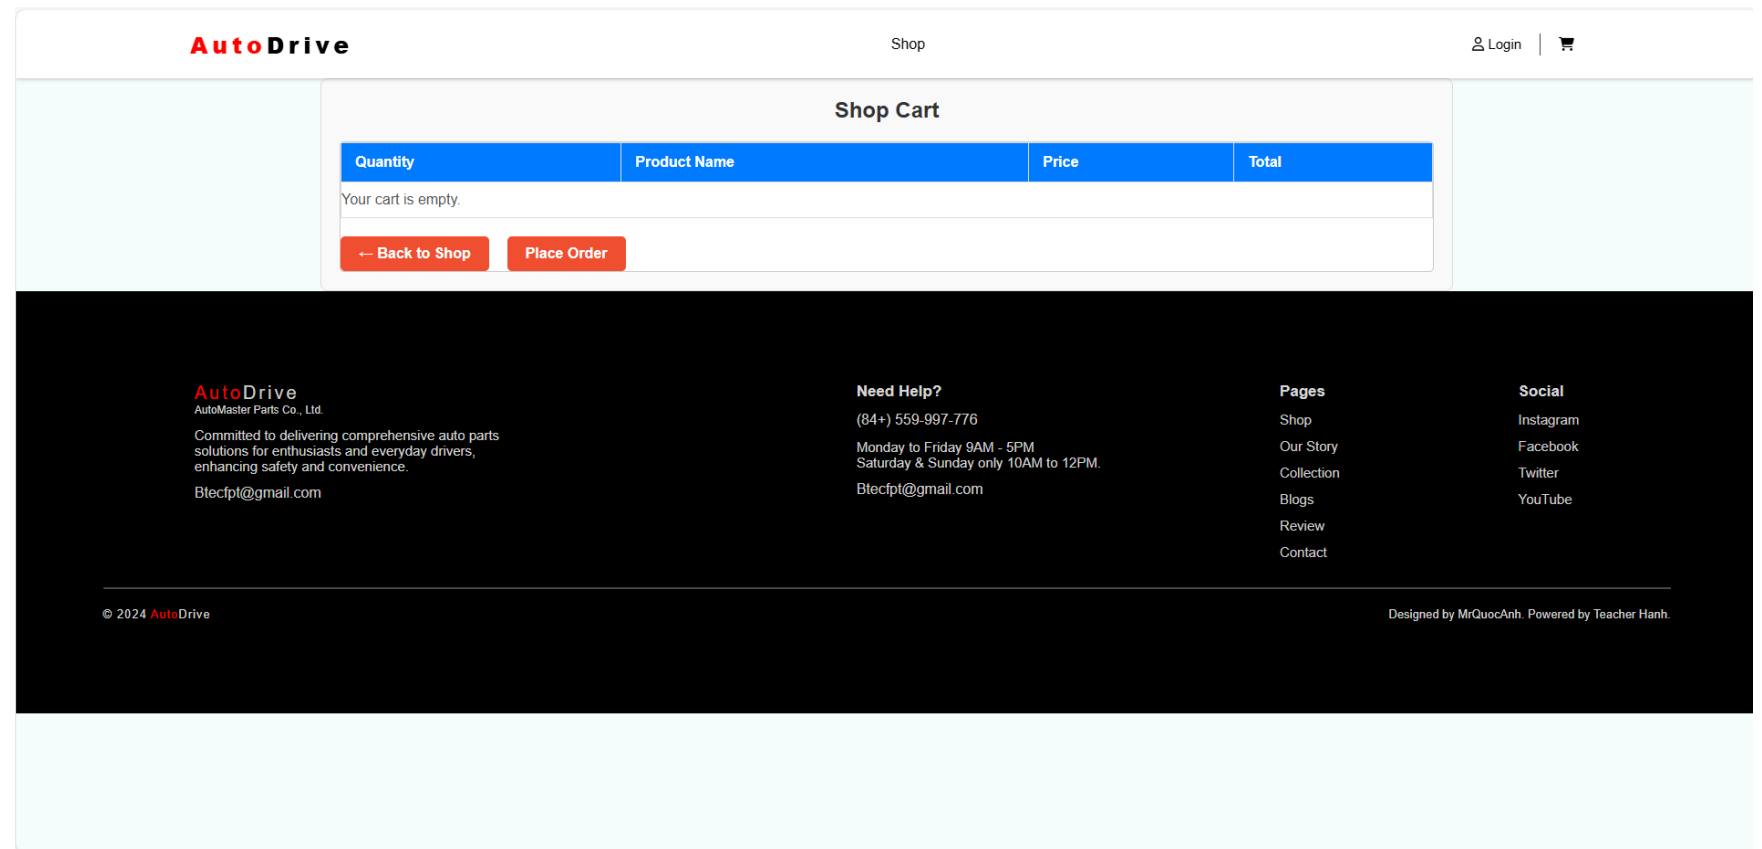 AutoDrive
Shop
Login
Shop Cart
Quantity Product Name Price Total
Your cart is empty.
← Back to Shop
Place Order
AutoDrive
AutoMaster Parts Co., Ltd.
Committed to delivering comprehensive auto parts
solutions for enthusiasts and everyday drivers,
enhancing safety and convenience.
Btecfpt@gmail.com
Need Help?
(84+) 559-997-776
Monday to Friday 9AM - 5PM
Saturday & Sunday only 10AM to 12PM.
Btecfpt@gmail.com
Pages
Shop
Our Story
Collection
Blogs
Review
Contact
Social
Instagram
Facebook
Twitter
YouTube
© 2024 AutoDrive
Designed by MrQuocAnh. Powered by Teacher Hanh.